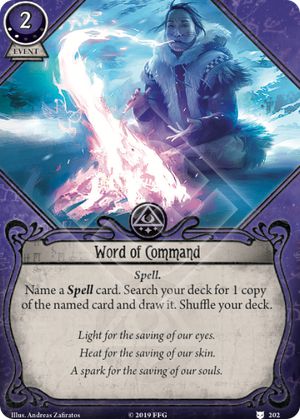 2
EVENT
Word of Command
Spell.
Name a Spell card. Search your deck for 1 copy
of the named card and draw it. Shuffle your deck.
Light for the saving of our eyes.
Heat for the saving of our skin.
A spark for the saving of our souls.
Illus. Andreas Zafiratos © 2019 FFG 202